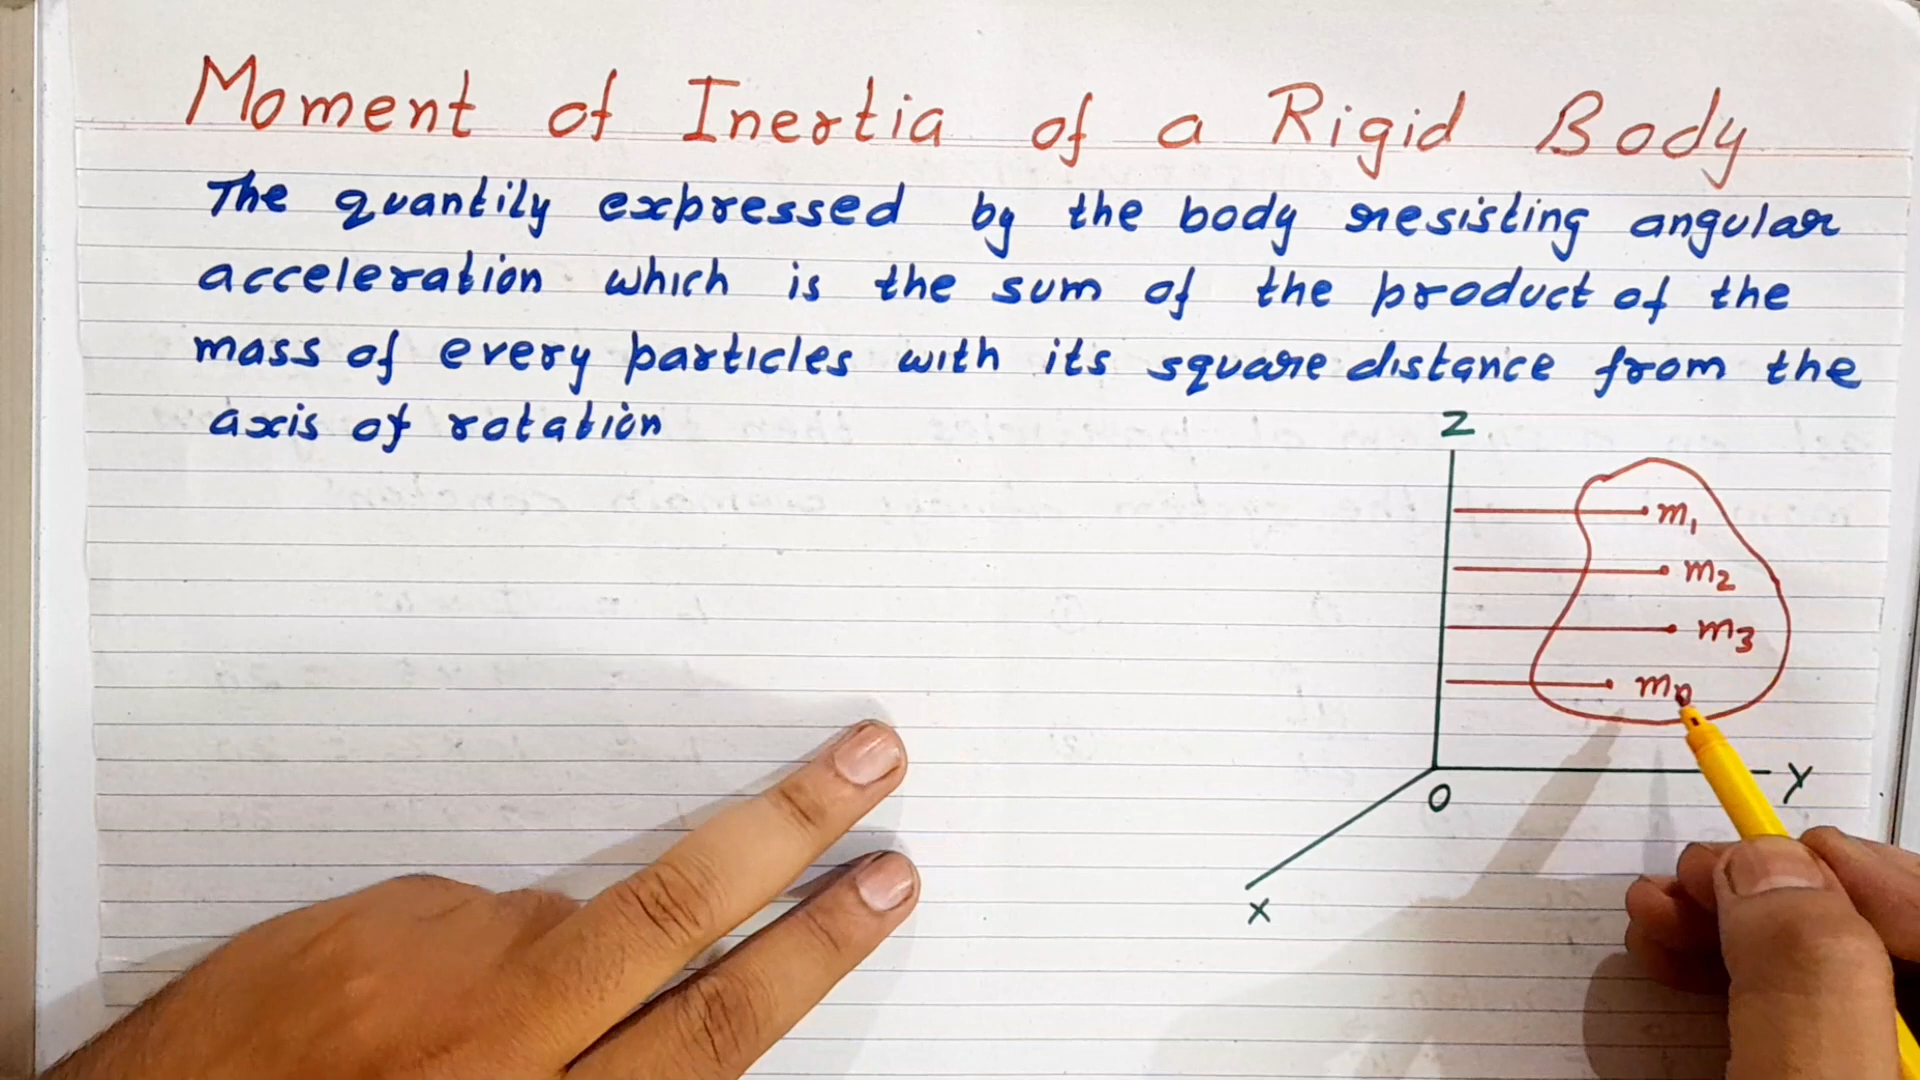 Moment of Inertia of a Rigid Body
The quantity expressed by the body resisting angular
acceleration which is the sum of the product of the
mass of every particles with its square distance from the
axis of rotation
Z
m1
m2
m3
mn
Y
O
X